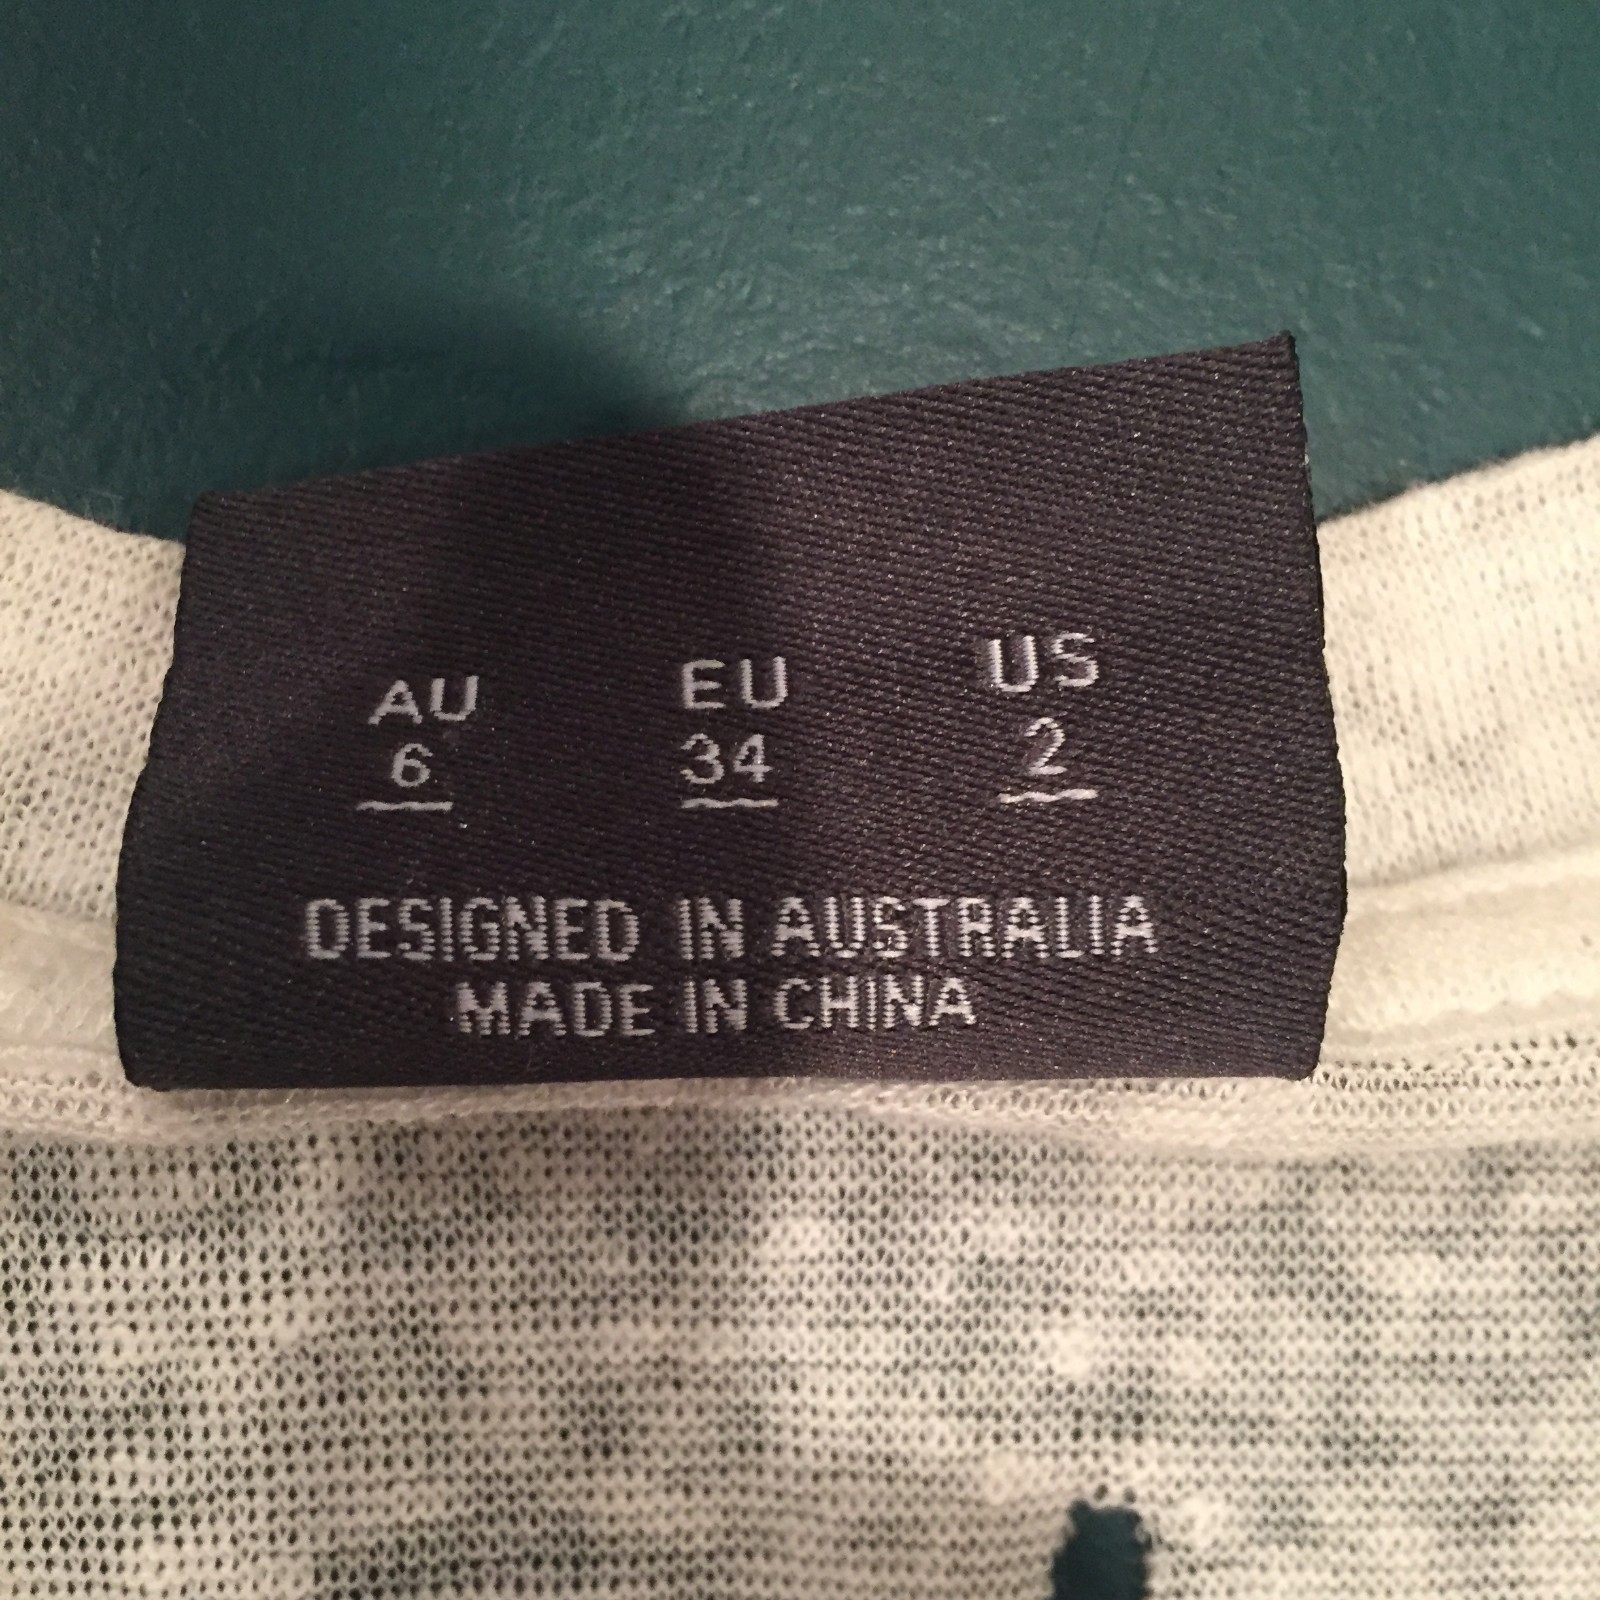 AU EU US
6 34 2
DESIGNED IN AUSTRALIA
MADE IN CHINA